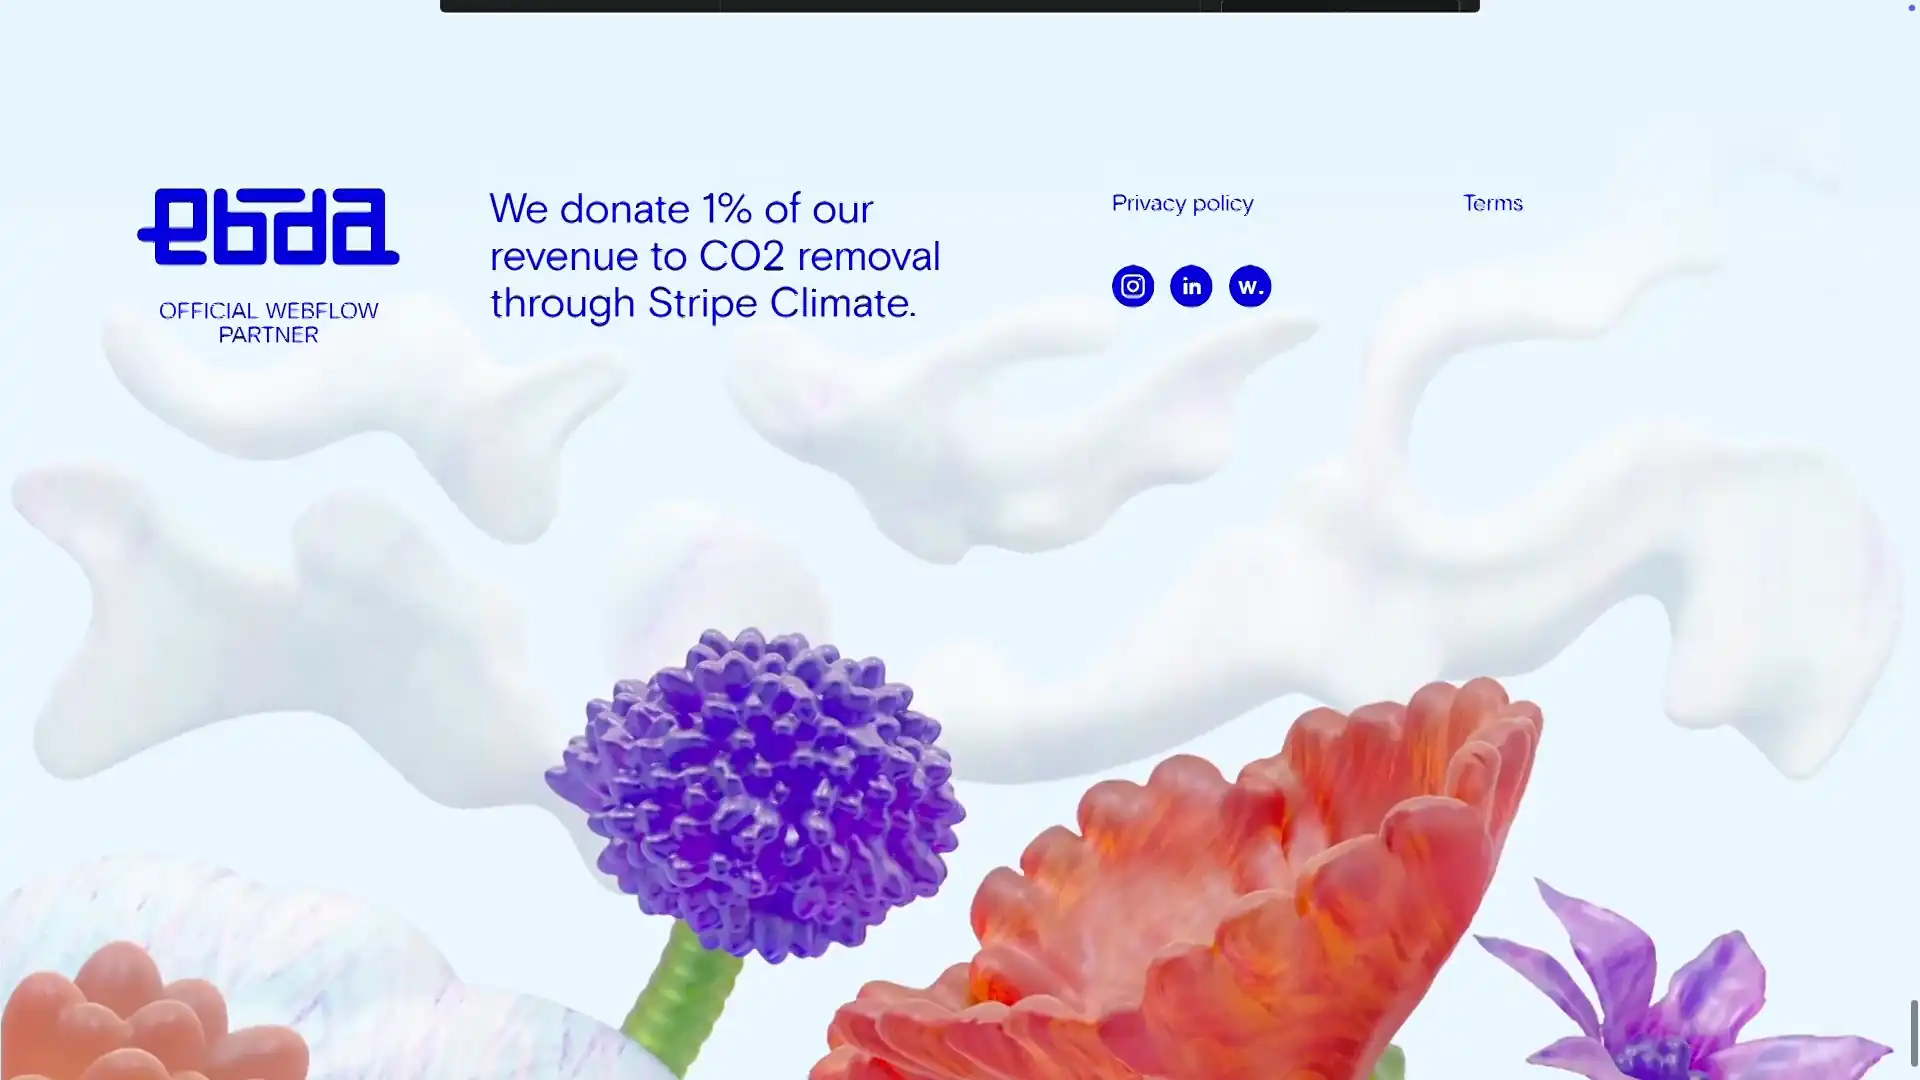 ebda
OFFICIAL WEBFLOW
PARTNER
We donate 1% of our
revenue to CO2 removal
through Stripe Climate.
Privacy policy
Terms
in
w.